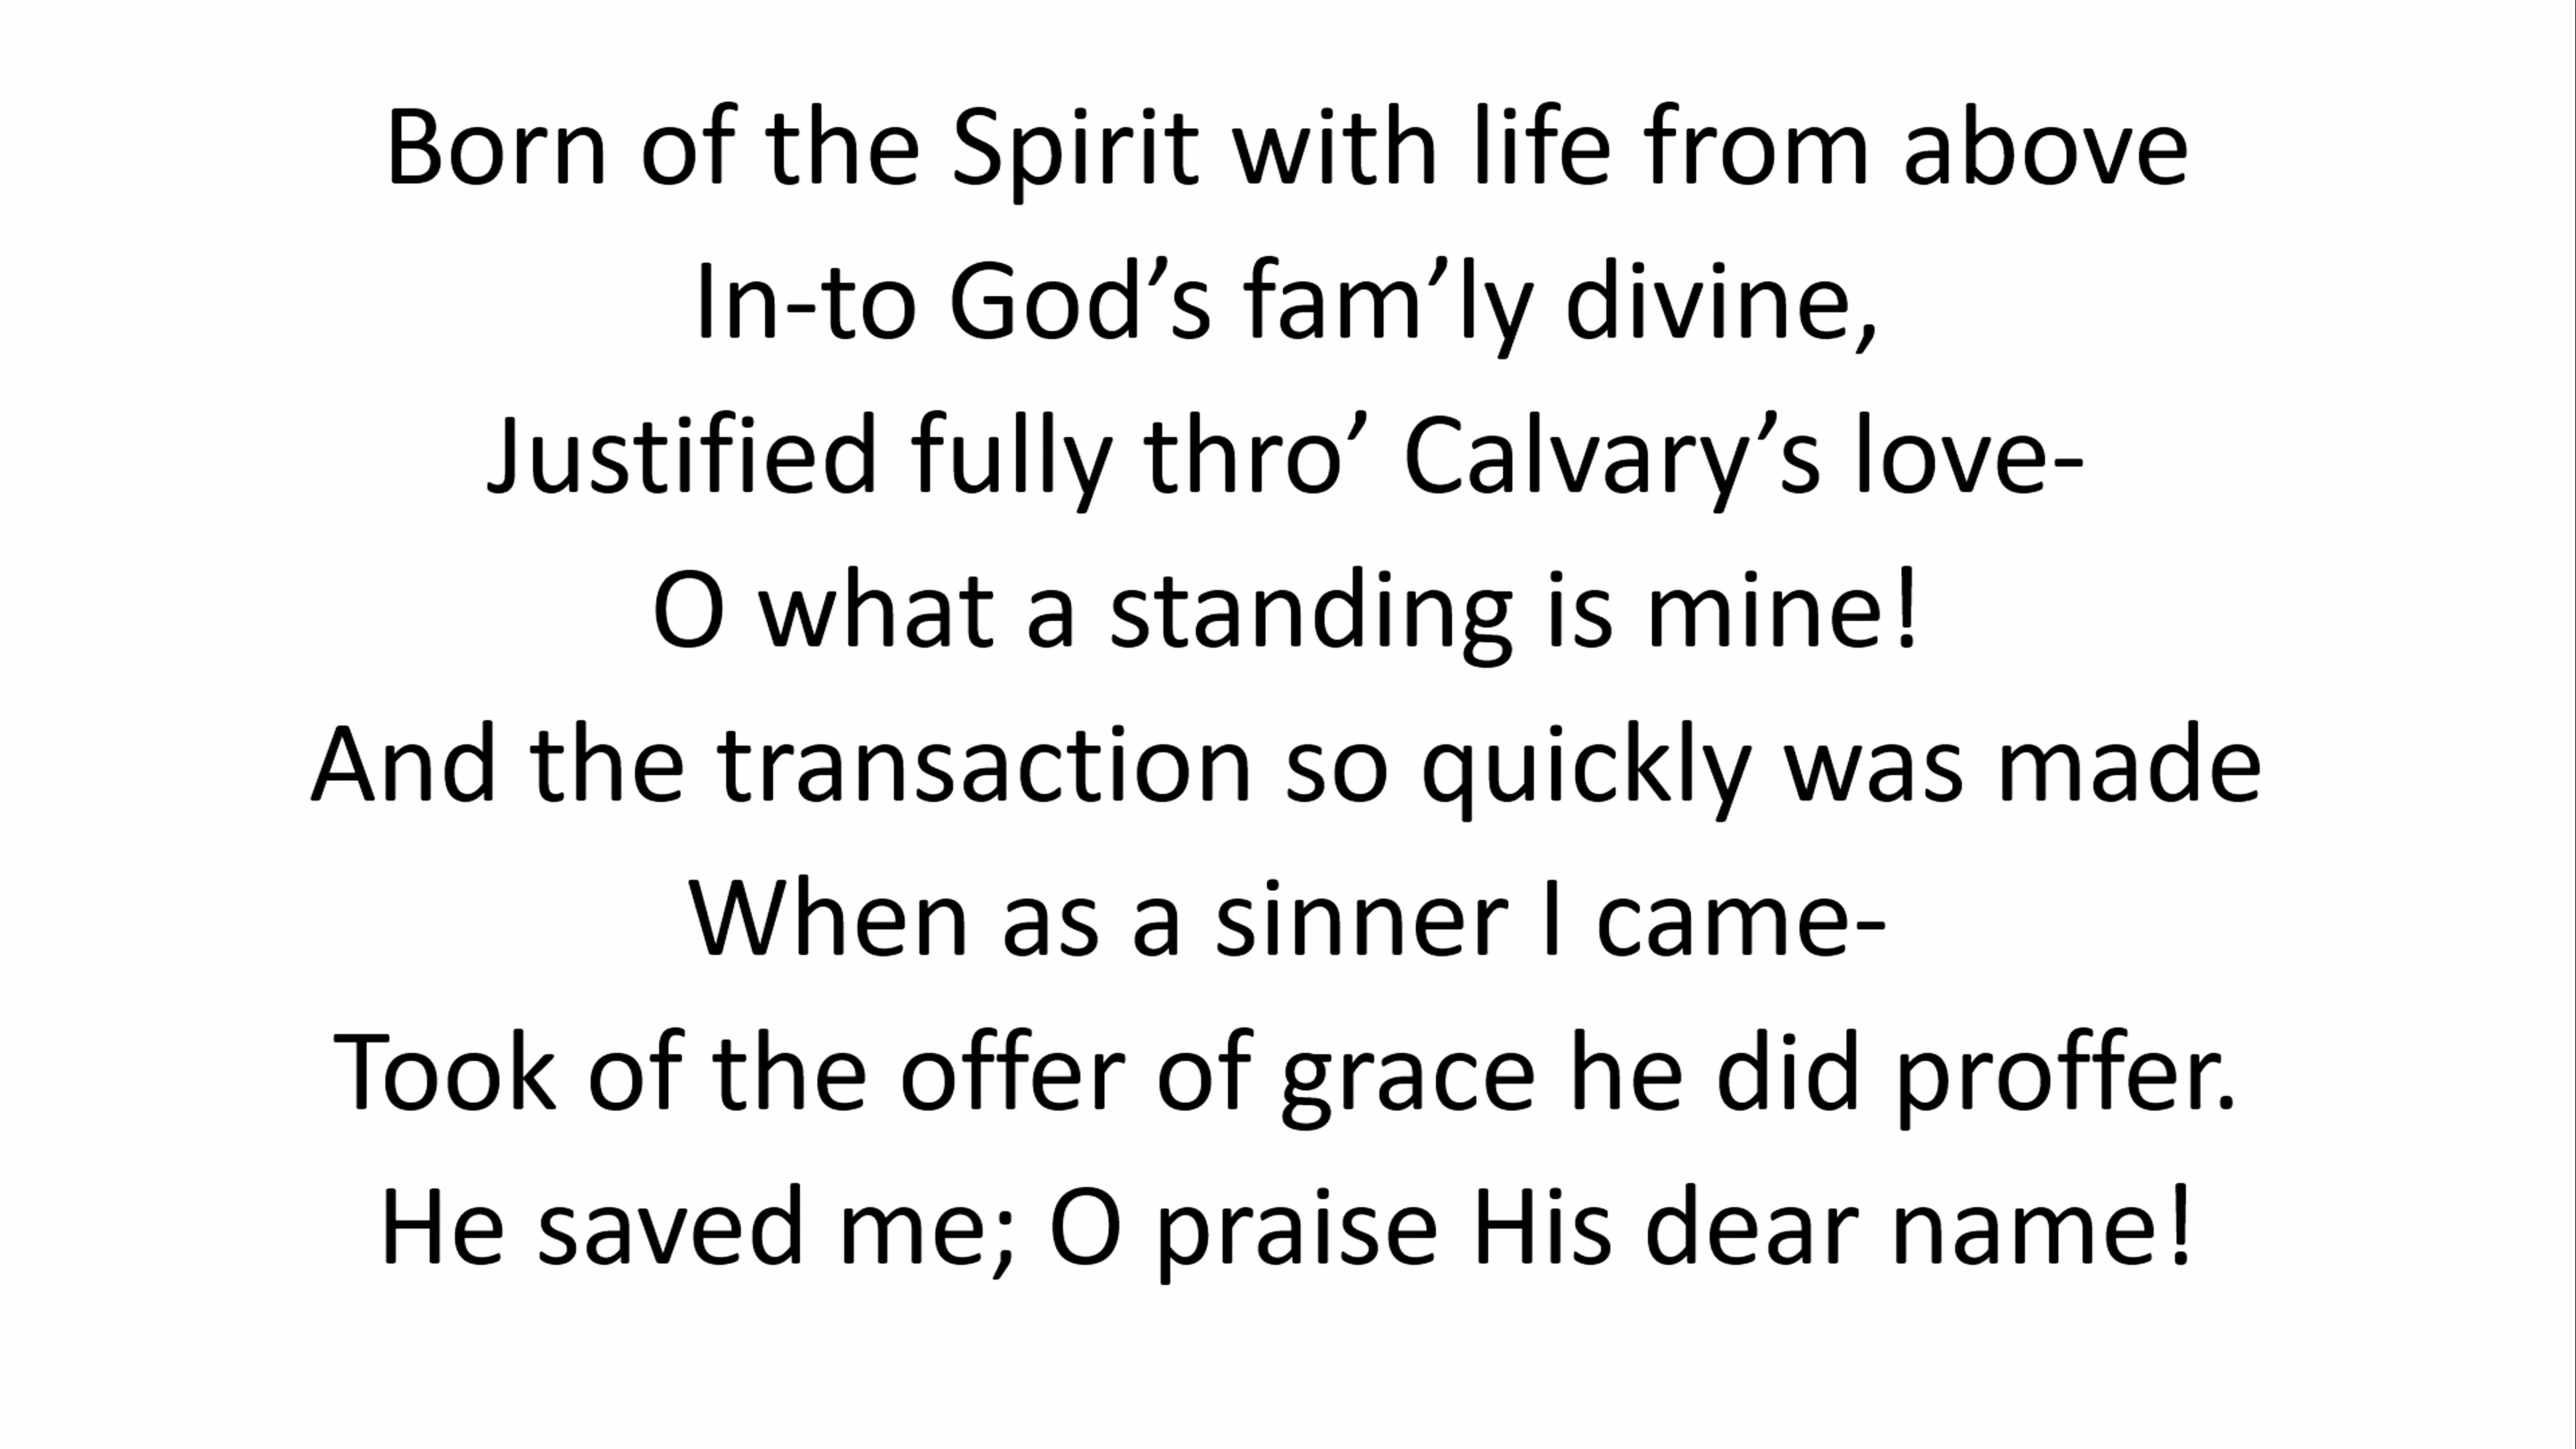 Born of the Spirit with life from above
In-to God’s fam’ly divine,
Justified fully thro’ Calvary’s love-
O what a standing is mine!
And the transaction so quickly was made
When as a sinner I came-
Took of the offer of grace he did proffer.
He saved me; O praise His dear name!